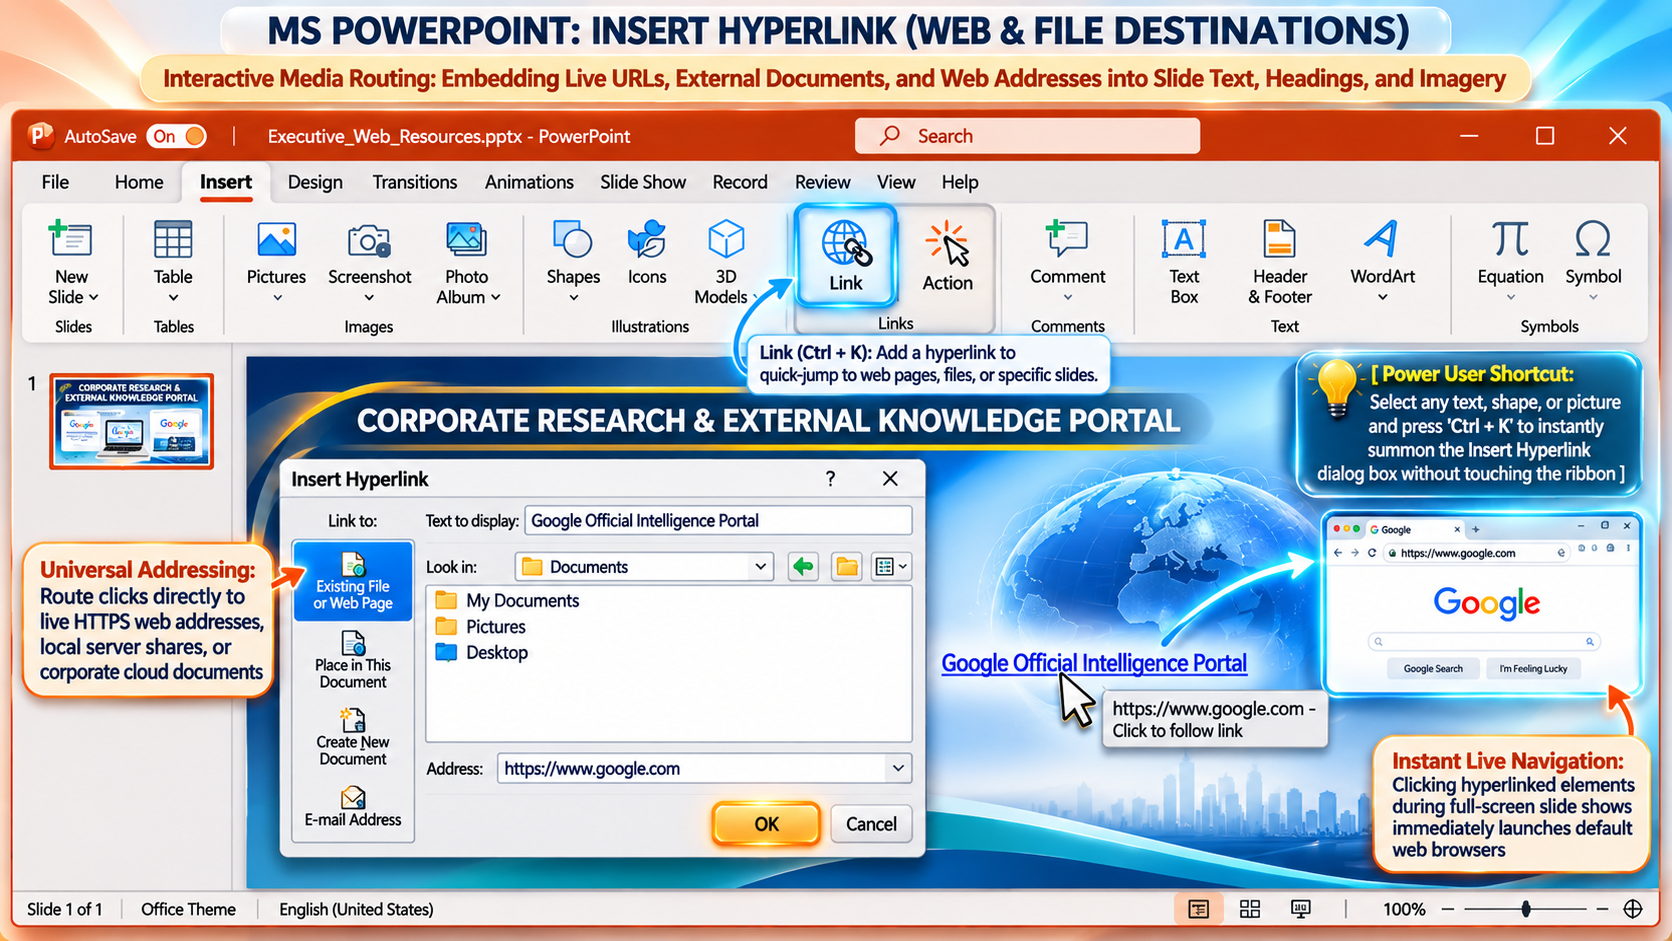 MS POWERPOINT: INSERT HYPERLINK (WEB & FILE DESTINATIONS)
Interactive Media Routing: Embedding Live URLs, External Documents, and Web Addresses into Slide Text, Headings, and Imagery
P AutoSave On Executive_Web_Resources.pptx - PowerPoint Search
File Home Insert Design Transitions Animations Slide Show Record Review View Help
New Slide
Table
Pictures
Screenshot
Photo Album
Shapes
Icons
3D Models
Link
Action
Comment
Text Box
Header & Footer
WordArt
Equation
Symbol
Slides Tables Images Illustrations Links Comments Text Symbols
Link (Ctrl + K): Add a hyperlink to
quick-jump to web pages, files, or specific slides.
1
CORPORATE RESEARCH &
EXTERNAL KNOWLEDGE PORTAL
Google
Google
CORPORATE RESEARCH & EXTERNAL KNOWLEDGE PORTAL
[ Power User Shortcut:
Select any text, shape, or picture
and press 'Ctrl + K' to instantly
summon the Insert Hyperlink
dialog box without touching the ribbon ]
Insert Hyperlink ?
Link to:
Text to display: Google Official Intelligence Portal
Existing File
or Web Page
Place in This
Document
Create New
Document
E-mail Address
Look in: Documents
My Documents
Pictures
Desktop
Address: https://www.google.com
OK Cancel
Universal Addressing:
Route clicks directly to
live HTTPS web addresses,
local server shares, or
corporate cloud documents
Google Official Intelligence Portal
https://www.google.com -
Click to follow link
G Google
https://www.google.com
Google
Google Search I'm Feeling Lucky
Instant Live Navigation:
Clicking hyperlinked elements
during full-screen slide shows
immediately launches default
web browsers
Slide 1 of 1 Office Theme English (United States) 100%